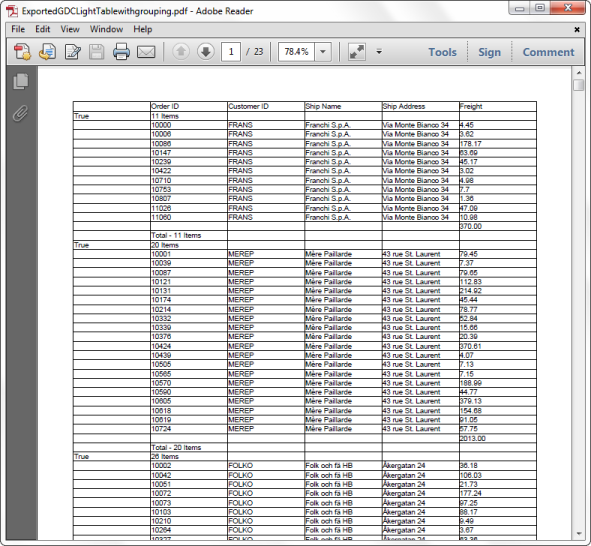 ExportedGDCLightTablewithgrouping.pdf - Adobe Reader
File Edit View Window Help
1 / 23 78.4% Tools Sign Comment
Order ID Customer ID Ship Name Ship Address Freight
True 11 Items
10000 FRANS Franchi S.p.A. Via Monte Bianco 34 4.45
10006 FRANS Franchi S.p.A. Via Monte Bianco 34 3.62
10086 FRANS Franchi S.p.A. Via Monte Bianco 34 178.17
10147 FRANS Franchi S.p.A. Via Monte Bianco 34 63.69
10239 FRANS Franchi S.p.A. Via Monte Bianco 34 45.17
10422 FRANS Franchi S.p.A. Via Monte Bianco 34 3.02
10710 FRANS Franchi S.p.A. Via Monte Bianco 34 4.98
10753 FRANS Franchi S.p.A. Via Monte Bianco 34 7.7
10807 FRANS Franchi S.p.A. Via Monte Bianco 34 1.36
11026 FRANS Franchi S.p.A. Via Monte Bianco 34 47.09
11060 FRANS Franchi S.p.A. Via Monte Bianco 34 10.98
370.00
Total - 11 Items
True 20 Items
10001 MEREP Mère Paillarde 43 rue St. Laurent 79.45
10039 MEREP Mère Paillarde 43 rue St. Laurent 7.37
10087 MEREP Mère Paillarde 43 rue St. Laurent 79.65
10121 MEREP Mère Paillarde 43 rue St. Laurent 112.83
10131 MEREP Mère Paillarde 43 rue St. Laurent 214.92
10174 MEREP Mère Paillarde 43 rue St. Laurent 45.44
10214 MEREP Mère Paillarde 43 rue St. Laurent 78.77
10332 MEREP Mère Paillarde 43 rue St. Laurent 52.84
10339 MEREP Mère Paillarde 43 rue St. Laurent 15.66
10376 MEREP Mère Paillarde 43 rue St. Laurent 20.39
10424 MEREP Mère Paillarde 43 rue St. Laurent 370.61
10439 MEREP Mère Paillarde 43 rue St. Laurent 4.07
10505 MEREP Mère Paillarde 43 rue St. Laurent 7.13
10565 MEREP Mère Paillarde 43 rue St. Laurent 7.15
10570 MEREP Mère Paillarde 43 rue St. Laurent 188.99
10590 MEREP Mère Paillarde 43 rue St. Laurent 44.77
10605 MEREP Mère Paillarde 43 rue St. Laurent 379.13
10618 MEREP Mère Paillarde 43 rue St. Laurent 154.68
10619 MEREP Mère Paillarde 43 rue St. Laurent 91.05
10724 MEREP Mère Paillarde 43 rue St. Laurent 57.75
2013.00
Total - 20 Items
True 26 Items
10002 FOLKO Folk och fä HB Åkergatan 24 36.18
10042 FOLKO Folk och fä HB Åkergatan 24 106.03
10051 FOLKO Folk och fä HB Åkergatan 24 21.73
10072 FOLKO Folk och fä HB Åkergatan 24 177.24
10073 FOLKO Folk och fä HB Åkergatan 24 97.25
10103 FOLKO Folk och fä HB Åkergatan 24 88.17
10210 FOLKO Folk och fä HB Åkergatan 24 9.49
10264 FOLKO Folk och fä HB Åkergatan 24 3.67
10327 FOLKO Folk och fä HB Åkergatan 24 63.36